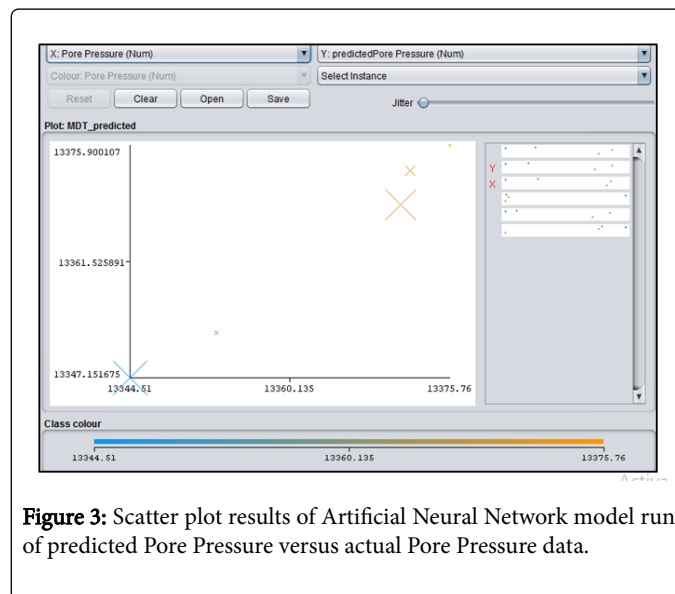 X: Pore Pressure (Num)
Y: predictedPore Pressure (Num)
Colour: Pore Pressure (Num)
Select Instance
Reset
Clear
Open
Save
Jitter
Plot: MDT_predicted
13375.900107
13361.525891
13347.151675
13344.51
13360.135
13375.76
Y
X
Class colour
13344.51
13360.135
13375.76
Figure 3: Scatter plot results of Artificial Neural Network model run
of predicted Pore Pressure versus actual Pore Pressure data.